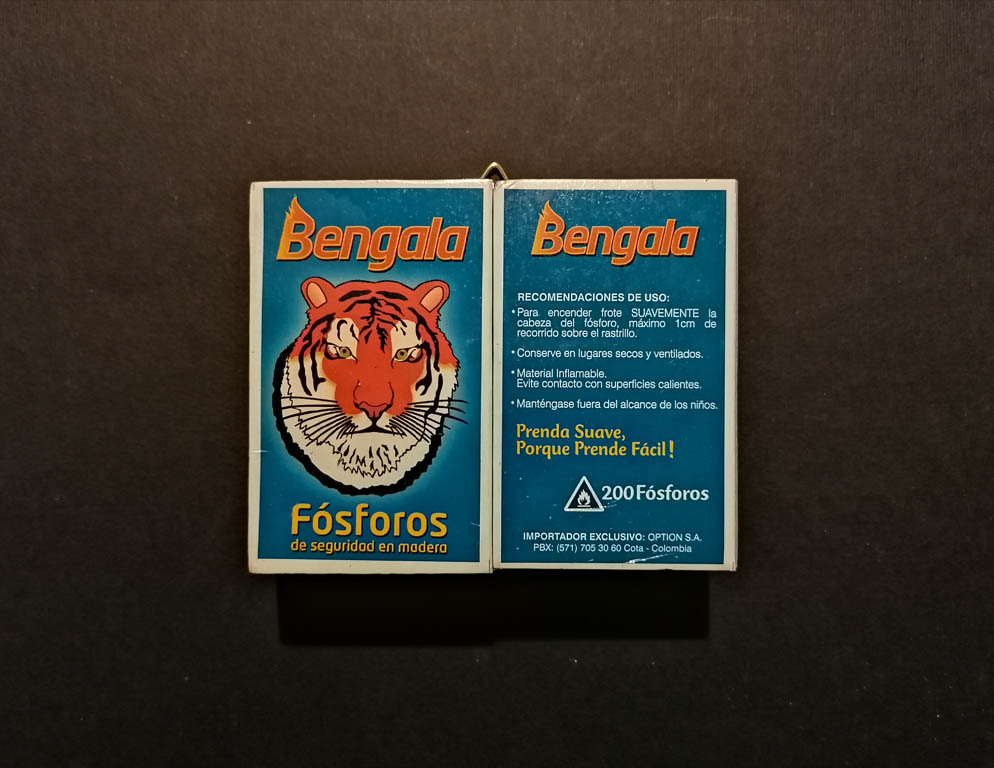 Bengala
Fósforos
de seguridad en madera
Bengala
RECOMENDACIONES DE USO:
• Para encender frote SUAVEMENTE la
cabeza del fósforo, máximo 1cm de
recorrido sobre el rastrillo.
• Conserve en lugares secos y ventilados.
• Material Inflamable.
Evite contacto con superficies calientes.
• Manténgase fuera del alcance de los niños.
Prenda Suave,
Porque Prende Fácil!
200 Fósforos
IMPORTADOR EXCLUSIVO: OPTION S.A.
PBX: (571) 705 30 60 Cota - Colombia